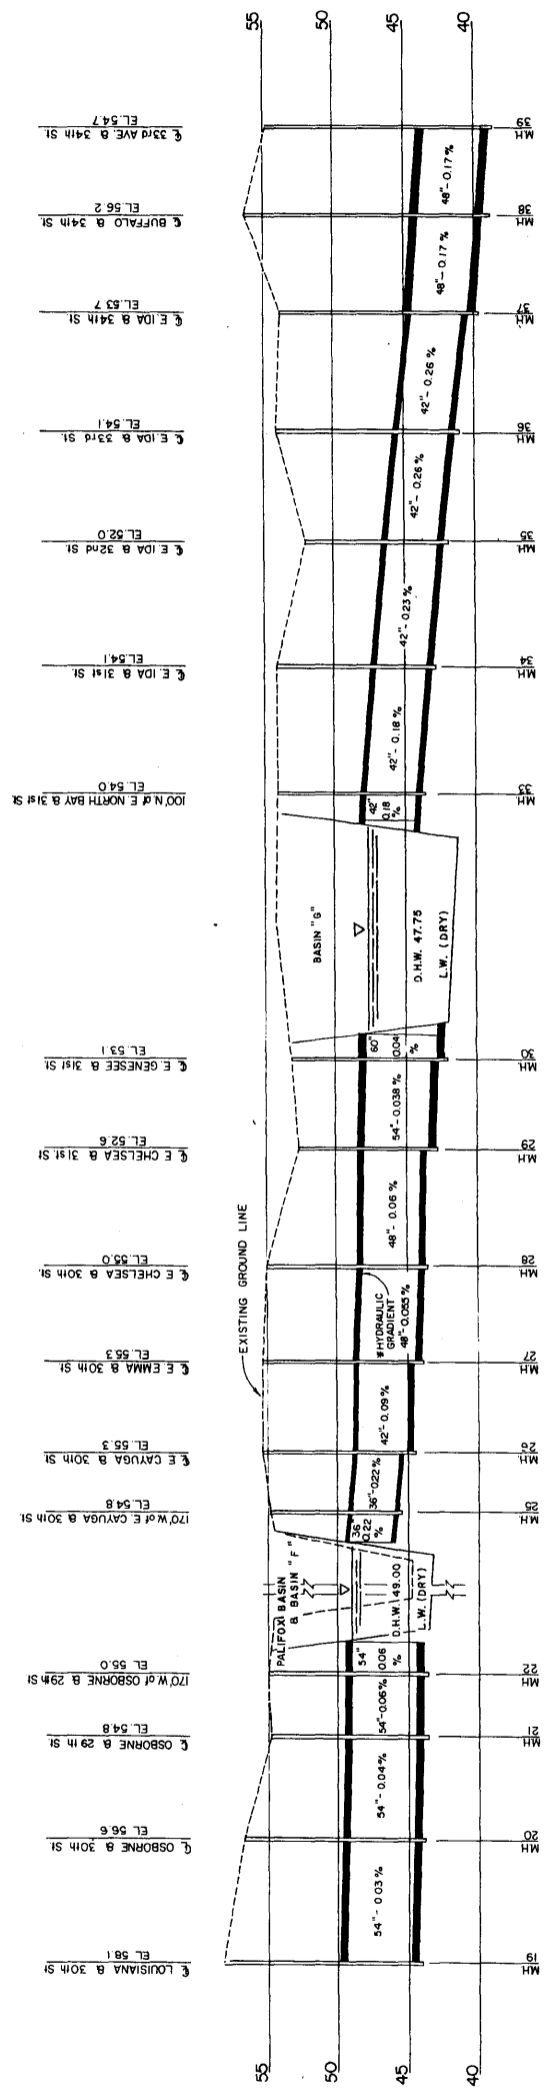 55
50
45
40
℄ 33rd AVE. & 34th St.
EL. 54.7
℄ BUFFALO & 34th St.
EL. 56.2
℄ E. IDA & 34th St.
EL. 53.7
℄ E. IDA & 33rd St.
EL. 54.1
℄ E. IDA & 32nd St.
EL. 52.0
℄ E. IDA & 31st St.
EL. 54.1
100' N. of E. NORTH BAY & 31st St.
EL. 54.0
℄ E GENESEE & 31st St.
EL. 53.1
℄ E CHELSEA & 31st. St.
EL. 52.6
℄ E CHELSEA & 30th St.
EL. 55.0
℄ E EMMA & 30th St.
EL. 55.3
℄ E CAYUGA & 30th St.
EL. 55.3
170' W. of E. CAYUGA & 30th St.
EL. 54.8
170' W. of OSBORNE & 29th St
EL. 55.0
℄ OSBORNE & 29 th St.
EL. 54.8
℄ OSBORNE & 30th St.
EL. 56.6
℄ LOUISIANA & 30th St
EL. 58.1
48"-0.17%
48"-0.17%
42"-0.26%
42"-0.26%
42"-0.23%
42"-0.18%
42"
0.18
%
BASIN "G"
D.H.W. 47.75
L.W. (DRY)
60"
0.04
%
54"-0.038%
48"-0.06%
EXISTING GROUND LINE
*HYDRAULIC
GRADIENT
48"-0.055%
42"-0.09%
36"-0.22%
36"
0.22
%
PALIFOX BASIN
& BASIN "F"
D.H.W. 49.00
L.W. (DRY)
54"
0.06
%
54"-0.06%
54"-0.04%
54"-0.03%
MH
39
MH
38
MH
37
MH
36
MH
35
MH
34
MH
33
MH
30
MH
29
MH
28
MH
27
MH
26
MH
25
MH
22
MH
21
MH
20
MH
19
55
50
45
40